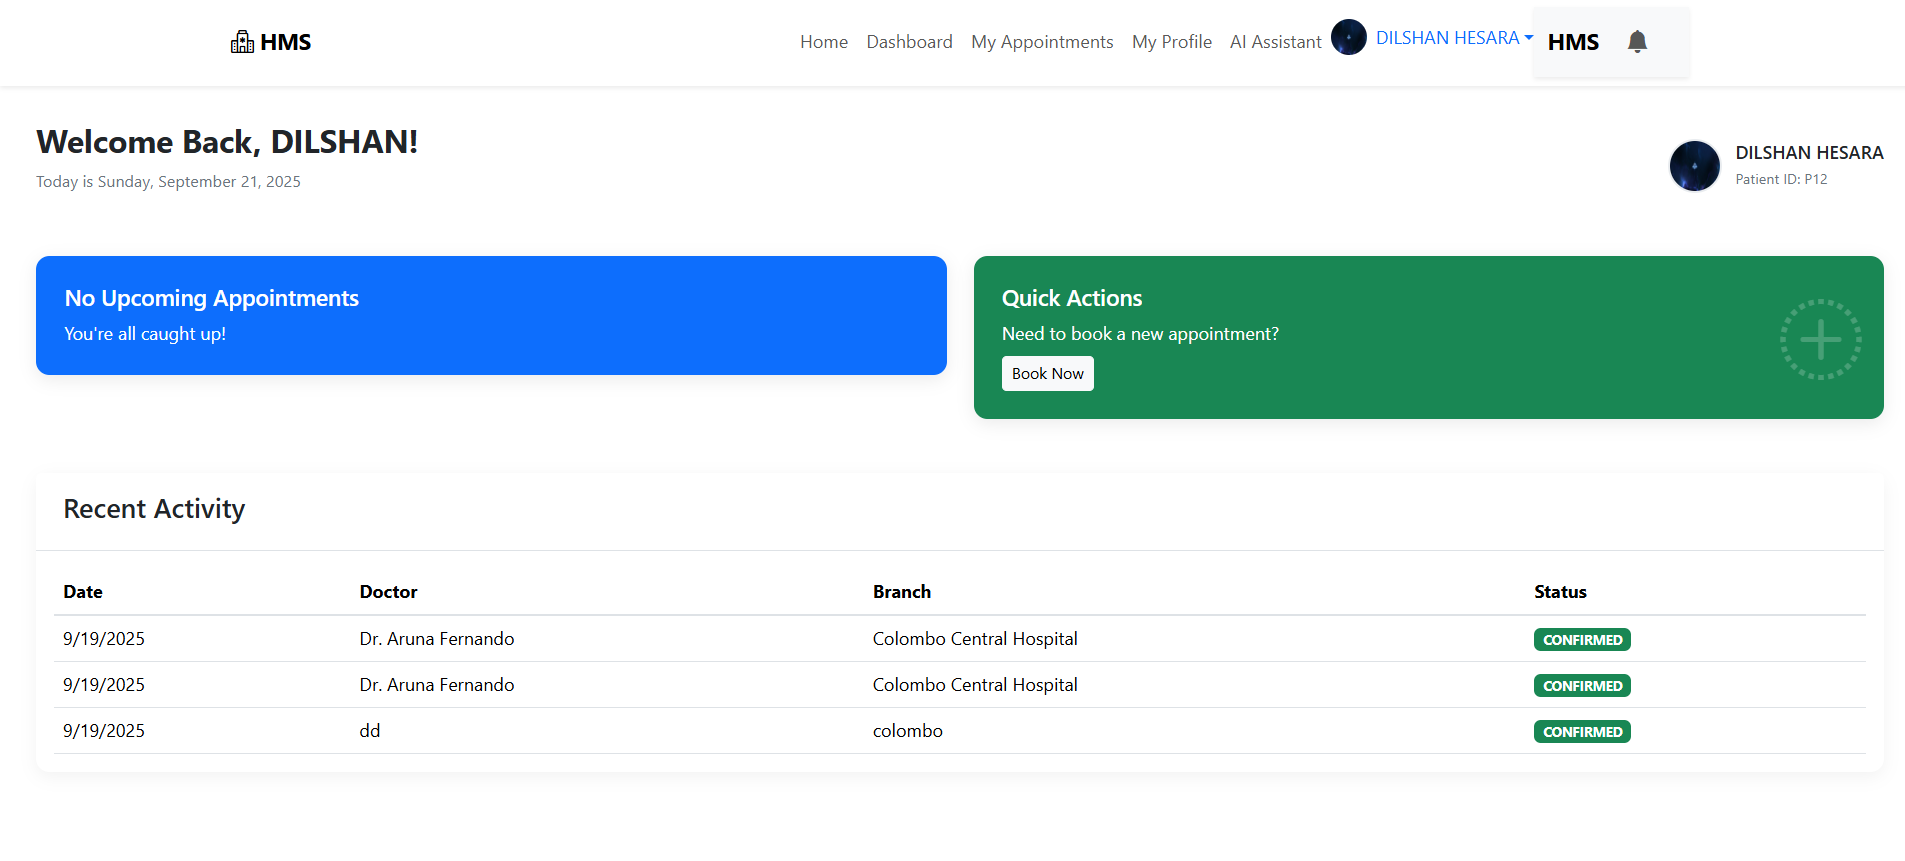 HMS
Home Dashboard My Appointments My Profile AI Assistant DILSHAN HESARA HMS
Welcome Back, DILSHAN!
Today is Sunday, September 21, 2025
DILSHAN HESARA
Patient ID: P12
No Upcoming Appointments
You're all caught up!
Quick Actions
Need to book a new appointment?
Book Now
Recent Activity
Date Doctor Branch Status
9/19/2025 Dr. Aruna Fernando Colombo Central Hospital CONFIRMED
9/19/2025 Dr. Aruna Fernando Colombo Central Hospital CONFIRMED
9/19/2025 dd colombo CONFIRMED